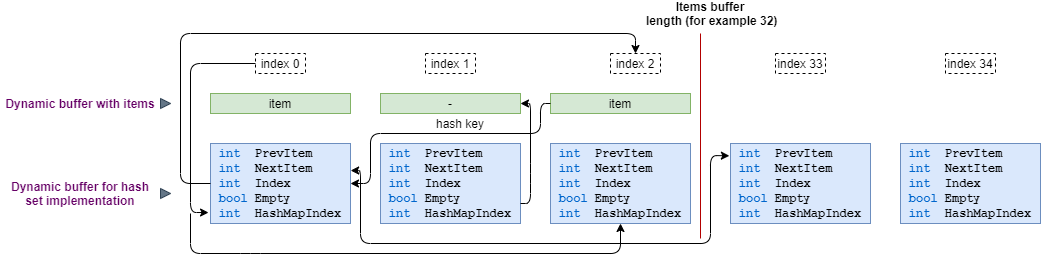 Items buffer
length (for example 32)
index 0
index 1
index 2
index 33
index 34
Dynamic buffer with items
item
-
item
hash key
Dynamic buffer for hash
set implementation
int PrevItem
int NextItem
int Index
bool Empty
int HashMapIndex
int PrevItem
int NextItem
int Index
bool Empty
int HashMapIndex
int PrevItem
int NextItem
int Index
bool Empty
int HashMapIndex
int PrevItem
int NextItem
int Index
bool Empty
int HashMapIndex
int PrevItem
int NextItem
int Index
bool Empty
int HashMapIndex